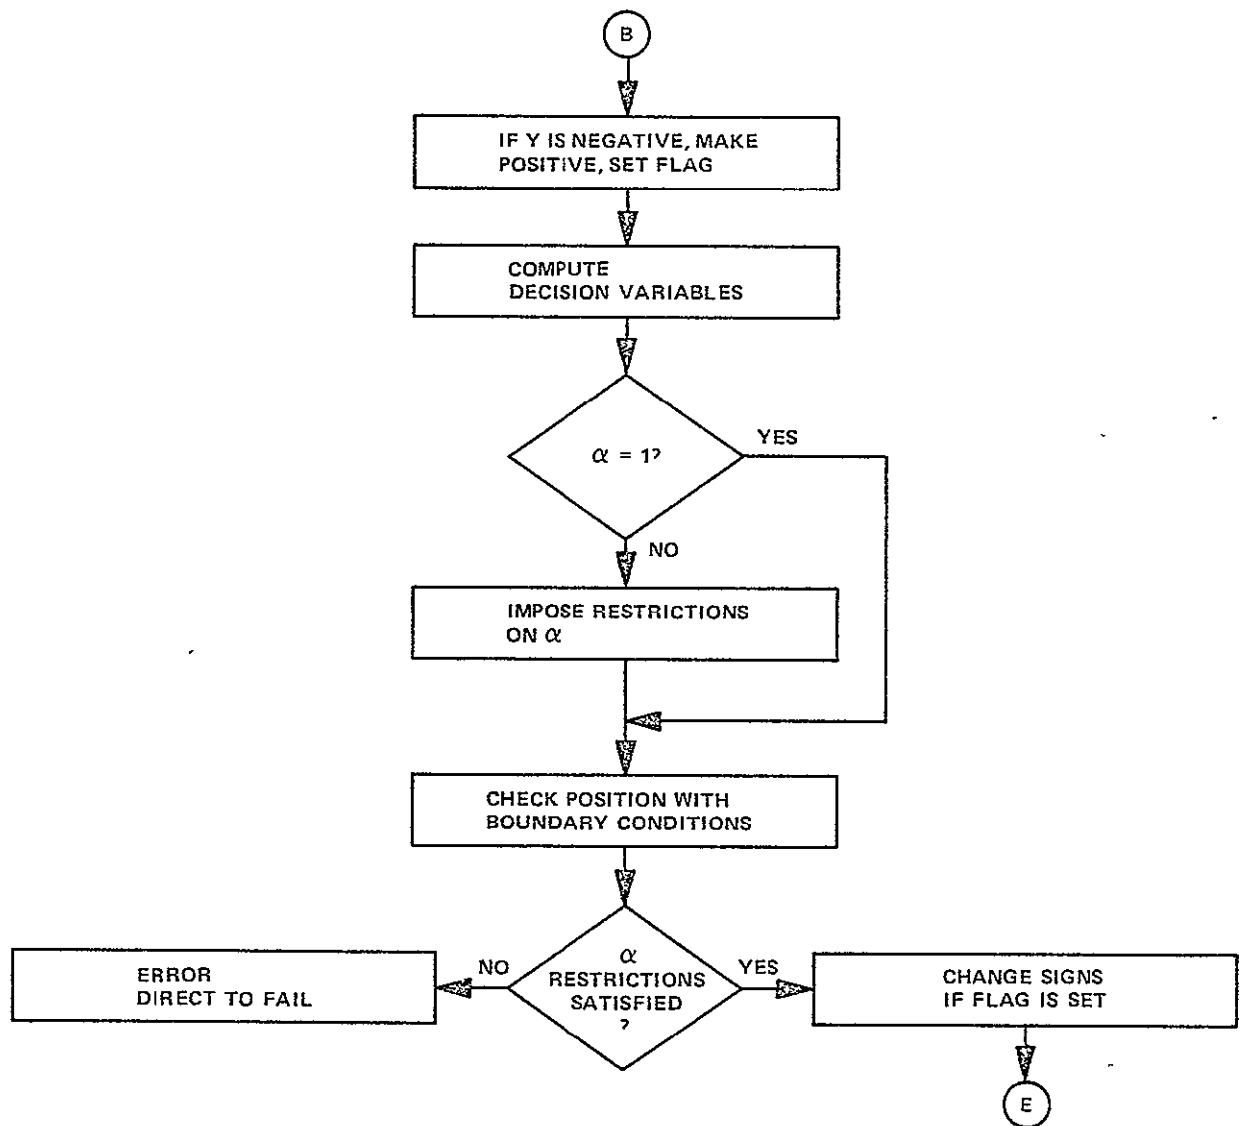 B
IF Y IS NEGATIVE, MAKE
POSITIVE, SET FLAG
COMPUTE
DECISION VARIABLES
α = 1?
YES
NO
IMPOSE RESTRICTIONS
ON α
CHECK POSITION WITH
BOUNDARY CONDITIONS
α
RESTRICTIONS
SATISFIED
?
NO
YES
ERROR
DIRECT TO FAIL
CHANGE SIGNS
IF FLAG IS SET
E